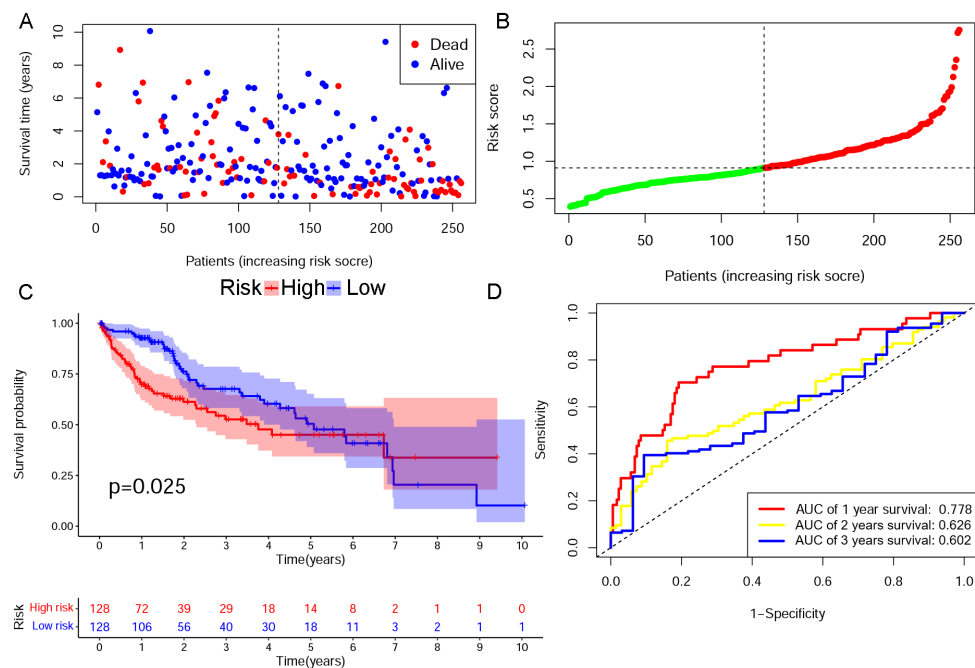 A
Survival time (years)
10
8
6
4
2
0
Dead
Alive
0 50 100 150 200 250
Patients (increasing risk socre)
B
Risk score
2.5
2.0
1.5
1.0
0.5
0 50 100 150 200 250
Patients (increasing risk socre)
C
Risk High Low
Survival probability
1.00
0.75
0.50
0.25
0.00
p=0.025
0 1 2 3 4 5 6 7 8 9 10
Time(years)
Risk
High risk 128 72 39 29 18 14 8 2 1 1 0
Low risk 128 106 56 40 30 18 11 3 2 1 1
0 1 2 3 4 5 6 7 8 9 10
Time(years)
D
Sensitivity
1.0
0.8
0.6
0.4
0.2
0.0
AUC of 1 year survival: 0.778
AUC of 2 years survival: 0.626
AUC of 3 years survival: 0.602
0.0 0.2 0.4 0.6 0.8 1.0
1−Specificity